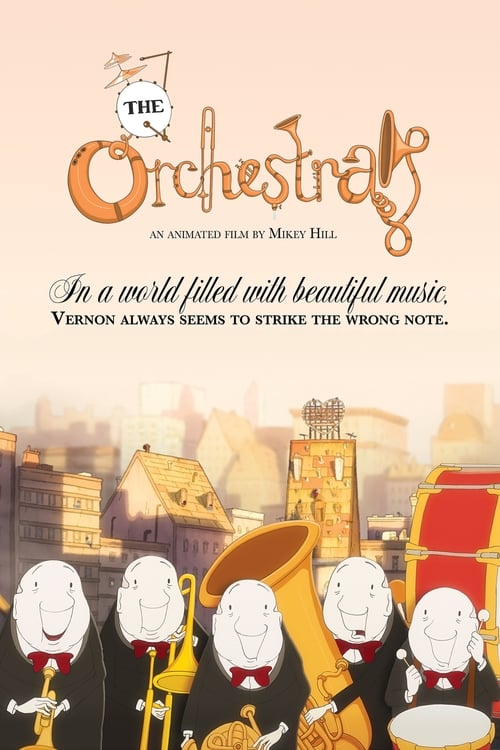 THE
Orchestra
AN ANIMATED FILM BY MIKEY HILL
In a world filled with beautiful music,
VERNON ALWAYS SEEMS TO STRIKE THE WRONG NOTE.